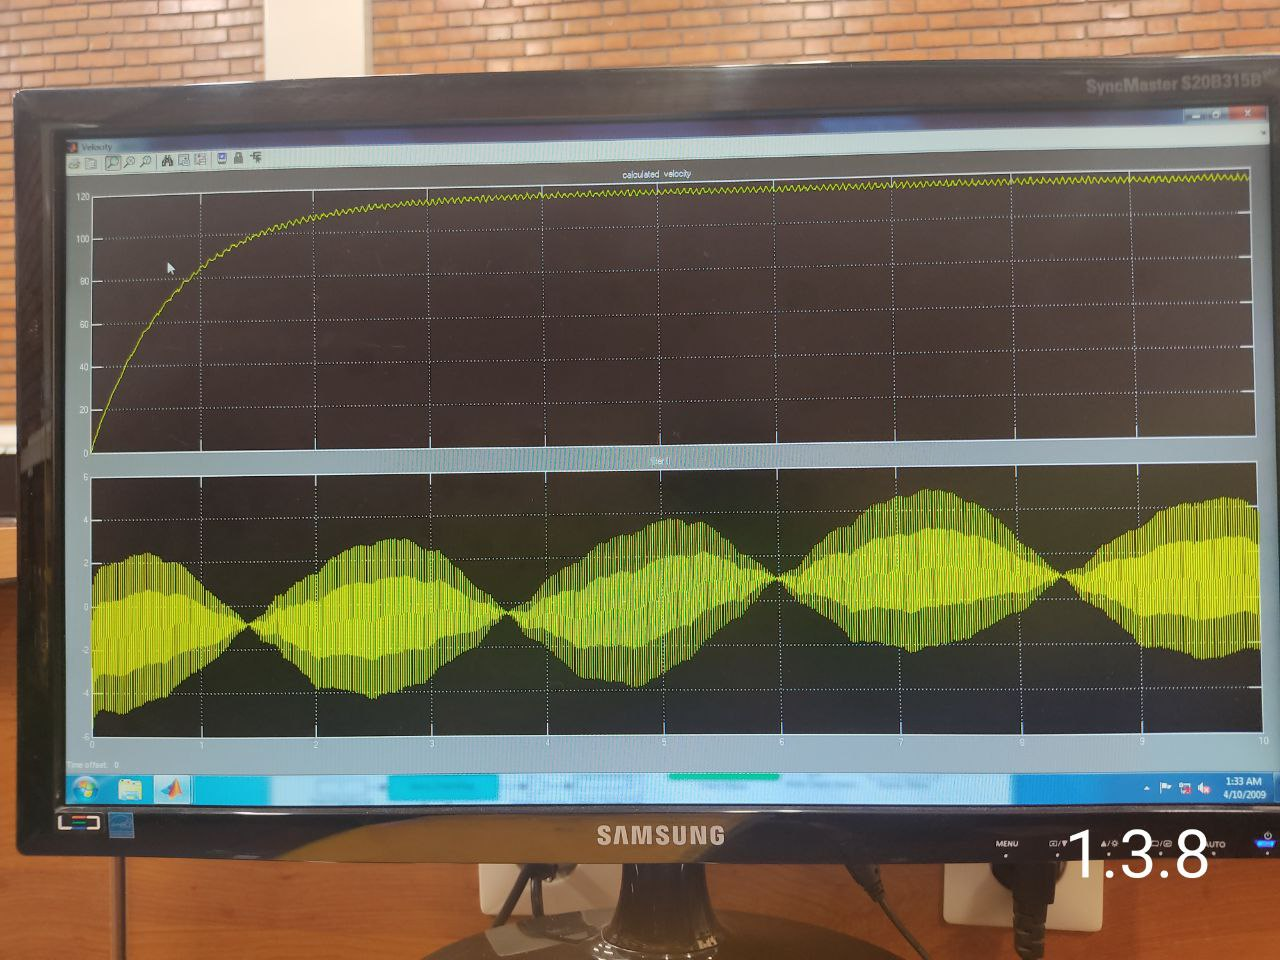 SyncMaster S20B315B
Velocity
calculated velocity
120
100
80
60
40
20
0
6
4
2
0
-2
-4
-6
0 1 2 3 4 5 6 7 8 9 10
Time offset: 0
1:33 AM
4/10/2009
SAMSUNG
MENU
AUTO
1.3.8